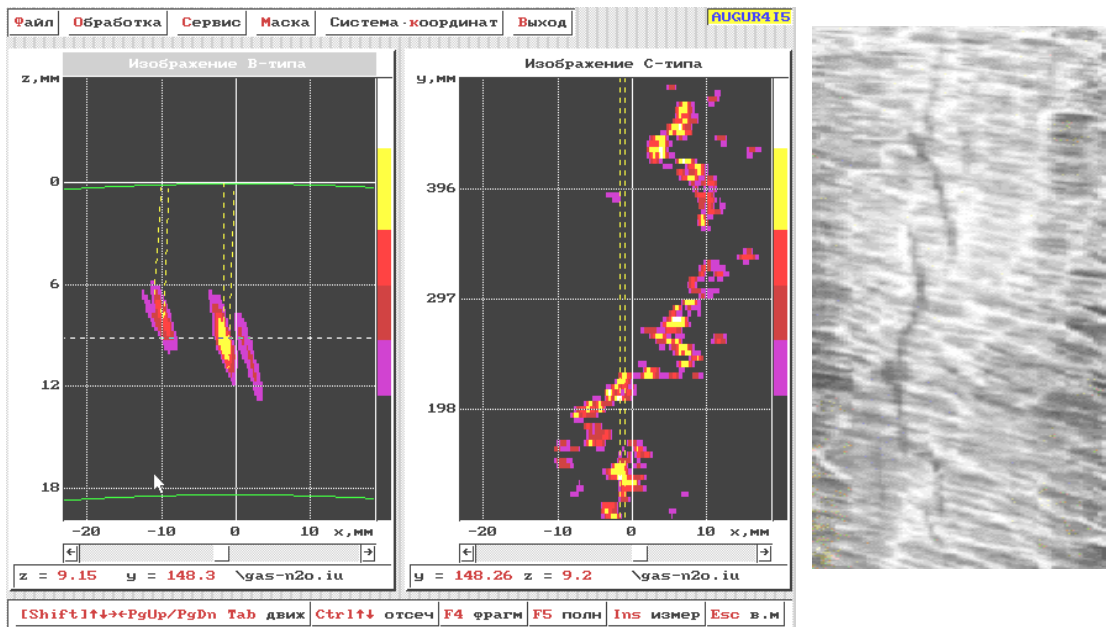 Файл Обработка Сервис Маска Система·координат Выход
AUGUR4I5
Изображение B-типа
z,мм
0
6
12
18
-20 -10 0 x,мм
z = 9.15 y = 148.3 \gas-n2o.iu
Изображение C-типа
y,мм
396
297
198
-20 -10 0 10 x,мм
y = 148.26 z = 9.2 \gas-n2o.iu
[Shift]↑↓→←PgUp/PgDn Tab движ Ctrl↑↓ отсеч F4 фрагм F5 полн Ins измер Esc в.м